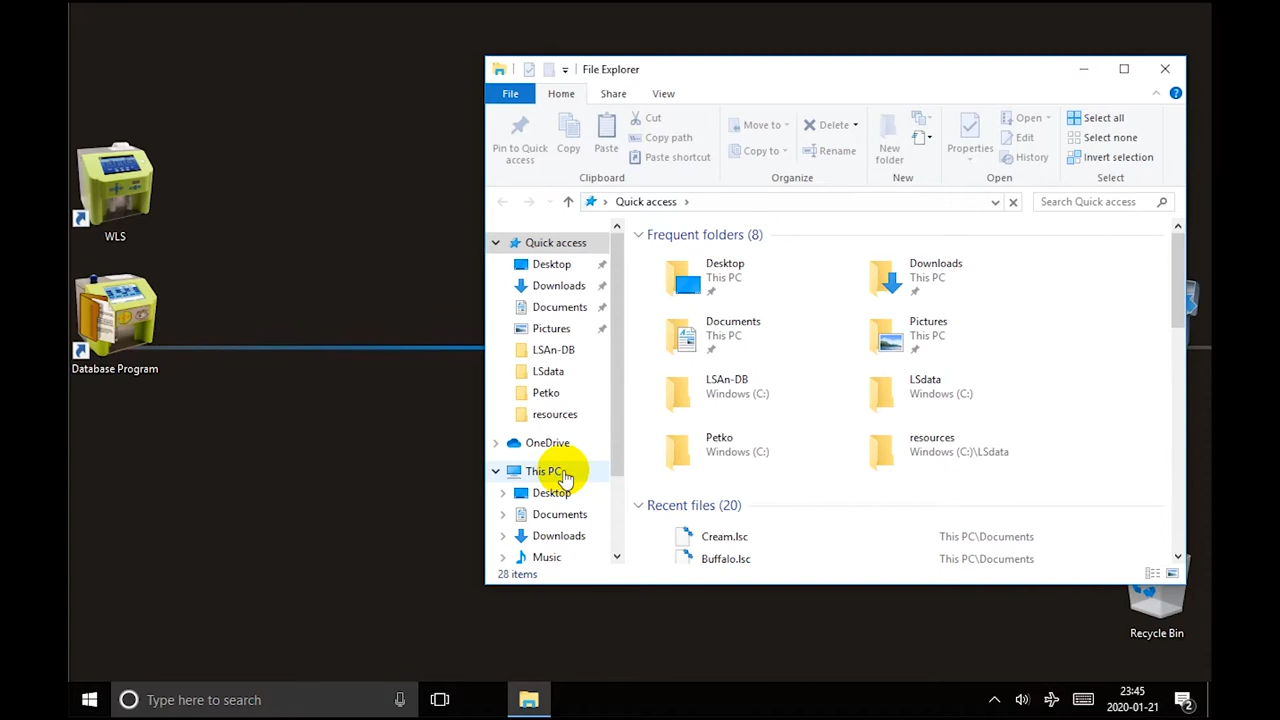 File Explorer
File Home Share View
Pin to Quick access
Copy
Paste
Cut
Copy path
Paste shortcut
Clipboard
Move to
Copy to
Delete
Rename
Organize
New folder
New
Properties
Open
Edit
History
Open
Select all
Select none
Invert selection
Select
Quick access
Search Quick access
Quick access
Desktop
Downloads
Documents
Pictures
LSAn-DB
LSdata
Petko
resources
OneDrive
This PC
Desktop
Documents
Downloads
Music
Frequent folders (8)
Desktop
This PC
Downloads
This PC
Documents
This PC
Pictures
This PC
LSAn-DB
Windows (C:)
LSdata
Windows (C:)
Petko
Windows (C:)
resources
Windows (C:)\LSdata
Recent files (20)
Cream.lsc This PC\Documents
Buffalo.lsc This PC\Documents
28 items
WLS
Database Program
Recycle Bin
Type here to search
23:45
2020-01-21
2